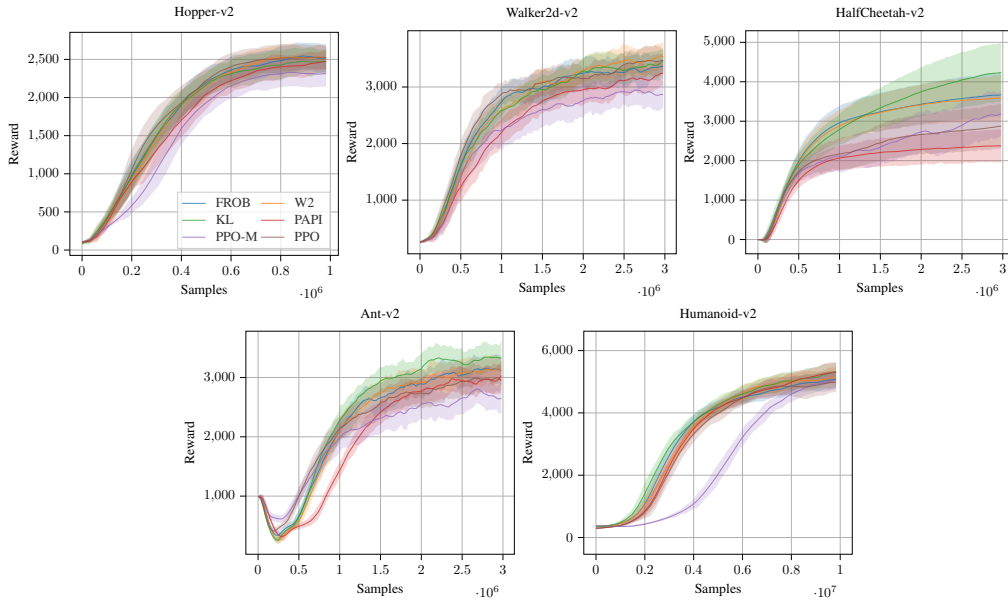 Hopper-v2
Reward
2,500
2,000
1,500
1,000
500
0
FROB
W2
KL
PAPI
PPO-M
PPO
0
0.2
0.4
0.6
0.8
1
Samples
·10⁶
Walker2d-v2
Reward
3,000
2,000
1,000
0
0.5
1
1.5
2
2.5
3
Samples
·10⁶
HalfCheetah-v2
Reward
5,000
4,000
3,000
2,000
1,000
0
0
0.5
1
1.5
2
2.5
3
Samples
·10⁶
Ant-v2
Reward
3,000
2,000
1,000
0
0.5
1
1.5
2
2.5
3
Samples
·10⁶
Humanoid-v2
Reward
6,000
4,000
2,000
0
0
0.2
0.4
0.6
0.8
1
Samples
·10⁷